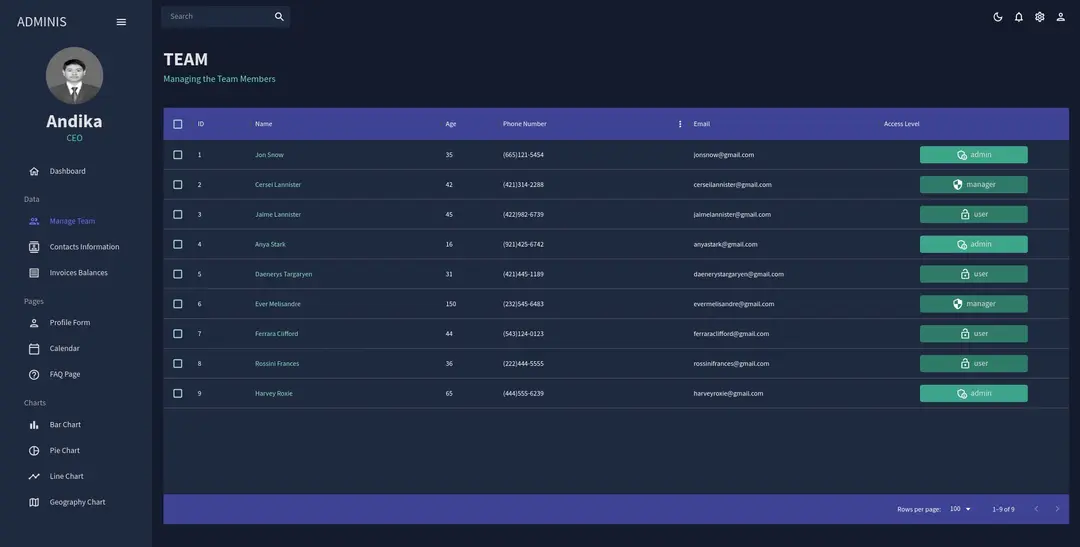 ADMINIS
Search
Andika
CEO
Dashboard
Data
Manage Team
Contacts Information
Invoices Balances
Pages
Profile Form
Calendar
FAQ Page
Charts
Bar Chart
Pie Chart
Line Chart
Geography Chart
TEAM
Managing the Team Members
ID Name Age Phone Number Email Access Level
1 Jon Snow 35 (665)121-5454 jonsnow@gmail.com admin
2 Cersei Lannister 42 (421)314-2288 cerseilannister@gmail.com manager
3 Jaime Lannister 45 (422)982-6739 jaimelannister@gmail.com user
4 Anya Stark 16 (921)425-6742 anyastark@gmail.com admin
5 Daenerys Targaryen 31 (421)445-1189 daenerystargaryen@gmail.com user
6 Ever Melisandre 150 (232)545-6483 evermelisandre@gmail.com manager
7 Ferrara Clifford 44 (543)124-0123 ferraraclifford@gmail.com user
8 Rossini Frances 36 (222)444-5555 rossinifrances@gmail.com user
9 Harvey Roxie 65 (444)555-6239 harveyroxie@gmail.com admin
Rows per page: 100 1–9 of 9